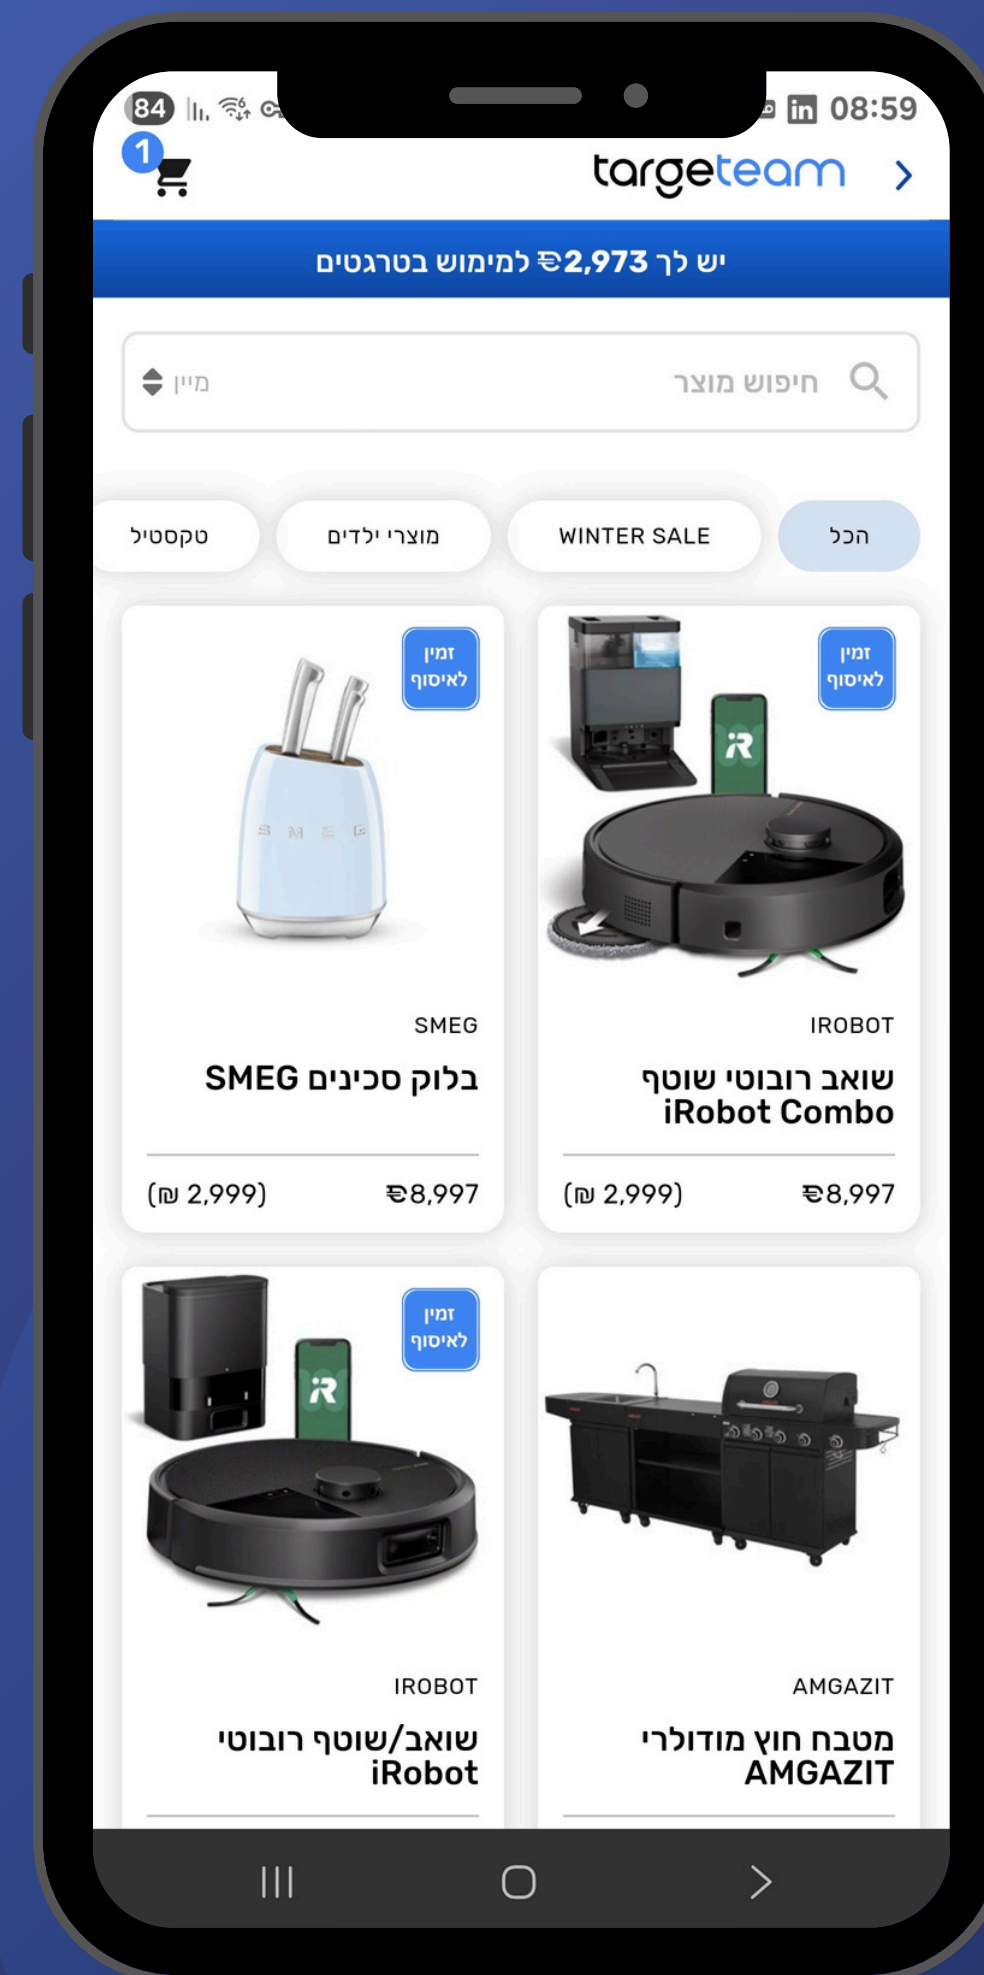 08:59 in 84
targeteam
1
יש לך 2,973 למימוש בטרגטים
חיפוש מוצר
מיין
הכל
WINTER SALE
מוצרי ילדים
טקסטיל
זמין
לאיסוף
IROBOT
שואב רובוטי שוטף
iRobot Combo
8,997 (2,999 ₪)
זמין
לאיסוף
SMEG
SMEG
בלוק סכינים SMEG
8,997 (2,999 ₪)
AMGAZIT
מטבח חוץ מודולרי
AMGAZIT
זמין
לאיסוף
IROBOT
שואב/שוטף רובוטי
iRobot